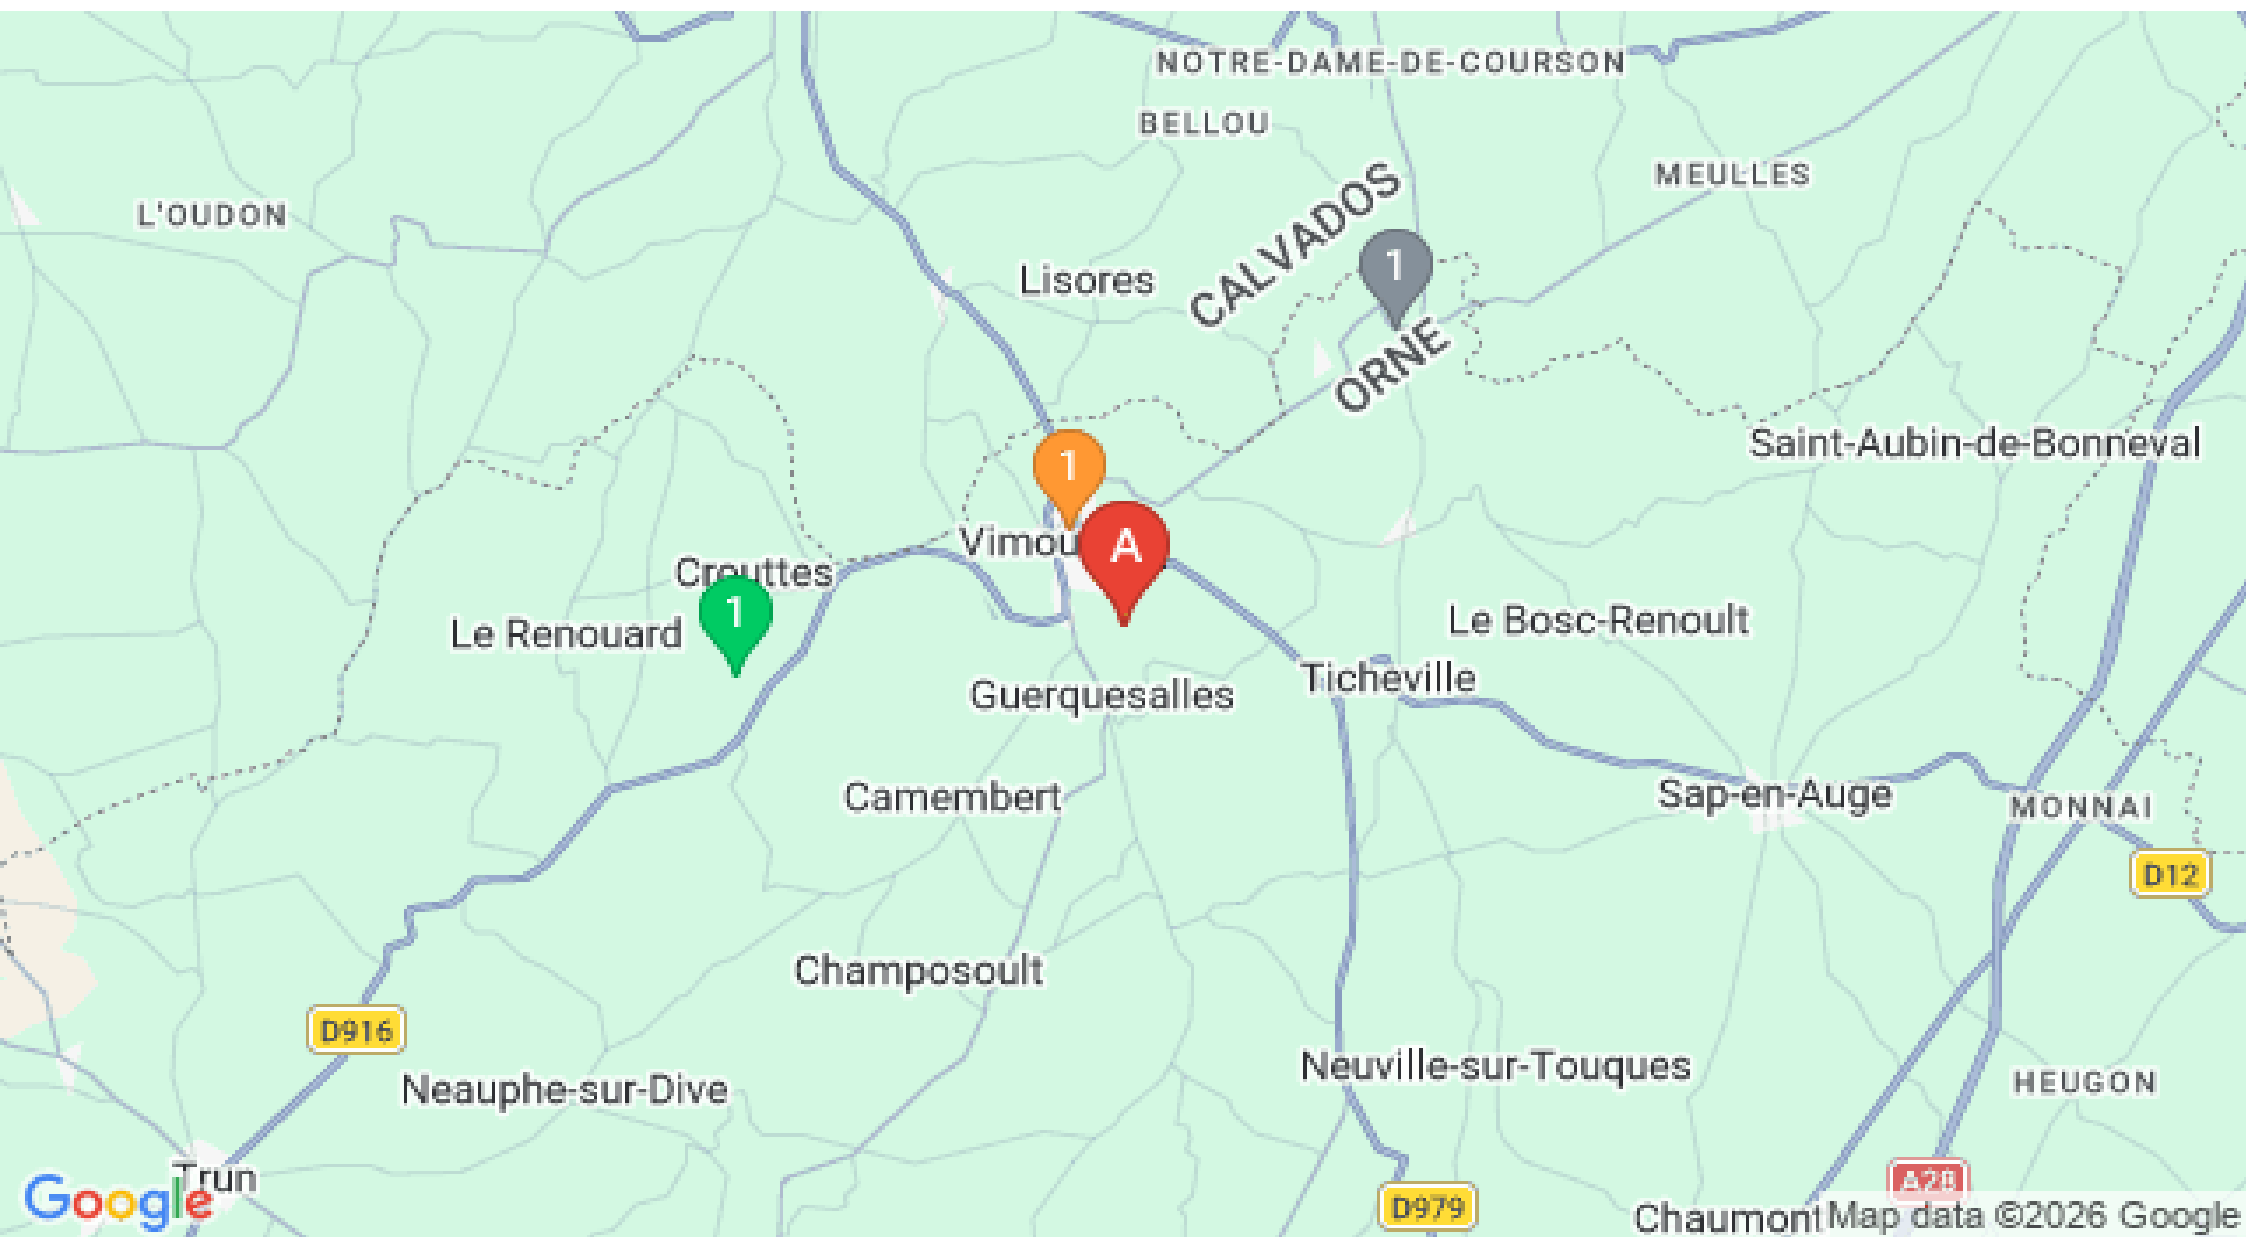 NOTRE-DAME-DE-COURSON
BELLOU
MEULLES
L'OUDON
CALVADOS
Lisores
1
ORNE
Saint-Aubin-de-Bonneval
1
Vimou
A
Crouttes
1
Le Renouard
Le Bosc-Renoult
Ticheville
Guerquesalles
Camembert
Sap-en-Auge
MONNAI
D12
Champosoult
D916
Neauphe-sur-Dive
Neuville-sur-Touques
HEUGON
Trun
A28
D979
Google
Chaumont
Map data ©2026 Google